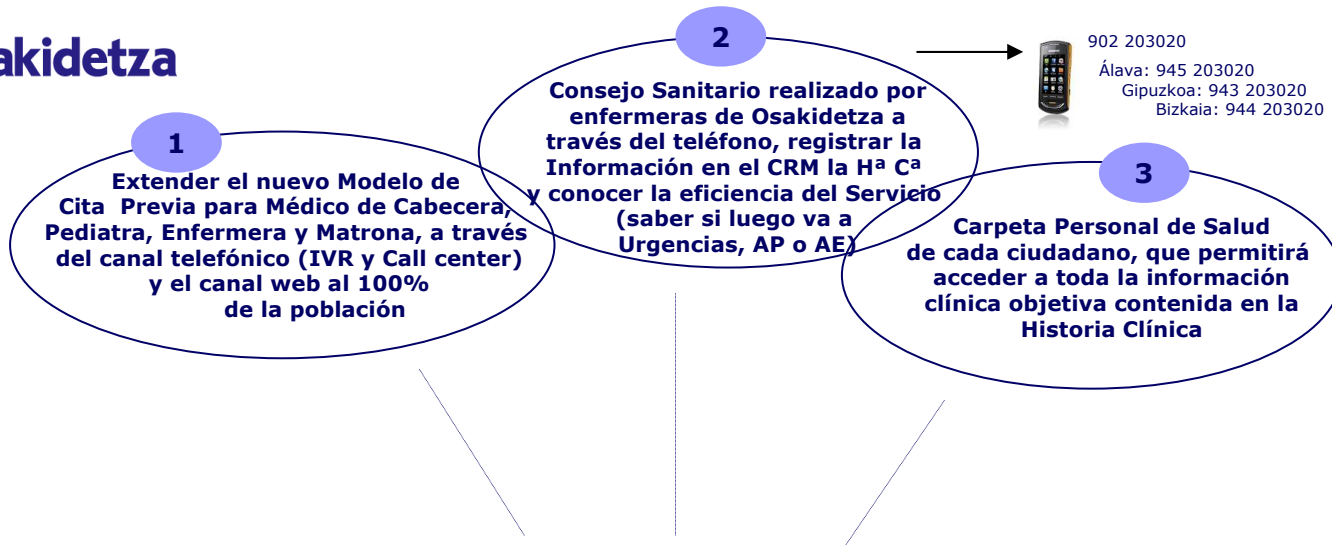 akidetza
1
Extender el nuevo Modelo de
Cita Previa para Médico de Cabecera,
Pediatra, Enfermera y Matrona, a través
del canal telefónico (IVR y Call center)
y el canal web al 100%
de la población
2
Consejo Sanitario realizado por
enfermeras de Osakidetza a
través del teléfono, registrar la
Información en el CRM la Hª Cª
y conocer la eficiencia del Servicio
(saber si luego va a
Urgencias, AP o AE)
902 203020
Álava: 945 203020
Gipuzkoa: 943 203020
Bizkaia: 944 203020
3
Carpeta Personal de Salud
de cada ciudadano, que permitirá
acceder a toda la información
clínica objetiva contenida en la
Historia Clínica